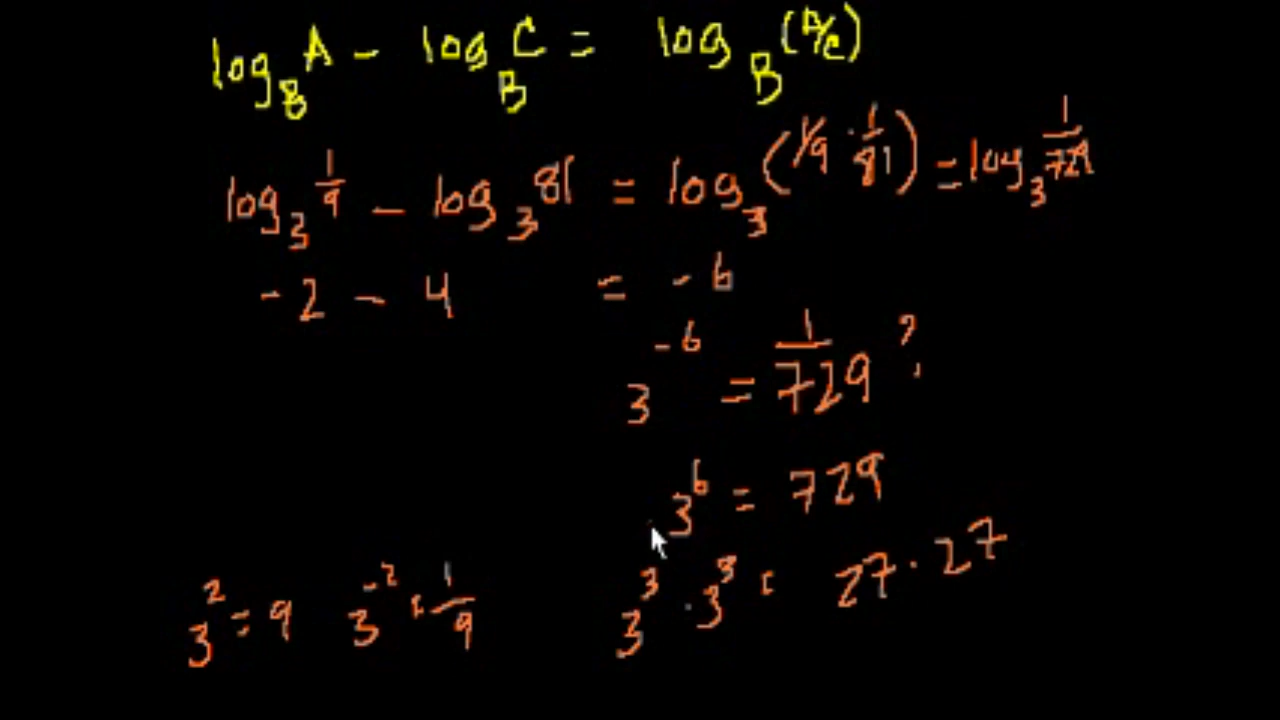 log_B A - log_B C = log_B (A/C)
log_3 1/9 - log_3 81 = log_3 (1/9 · 1/81) = log_3 1/729
-2 - 4 = -6
3^-6 = 1/729 ?
3^6 = 729
3^2 = 9 3^-2 = 1/9 3^3 · 3^3 = 27 · 27